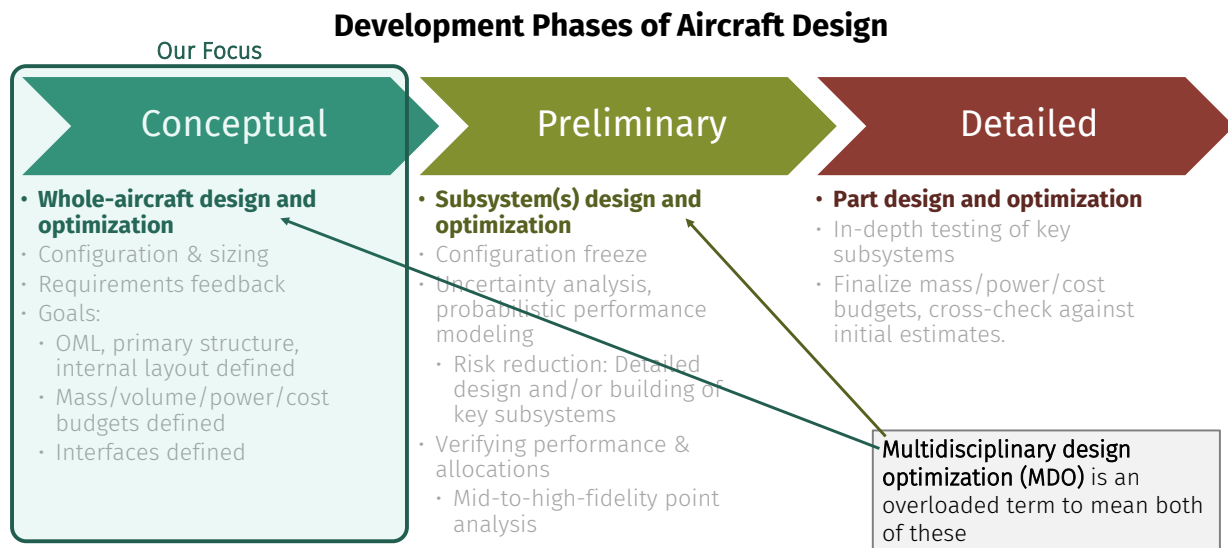 Development Phases of Aircraft Design
Our Focus
Conceptual
• Whole-aircraft design and
optimization
• Configuration & sizing
• Requirements feedback
• Goals:
• OML, primary structure,
internal layout defined
• Mass/volume/power/cost
budgets defined
• Interfaces defined
Preliminary
• Subsystem(s) design and
optimization
• Configuration freeze
• Uncertainty analysis,
probabilistic performance
modeling
• Risk reduction: Detailed
design and/or building of
key subsystems
• Verifying performance &
allocations
• Mid-to-high-fidelity point
analysis
Detailed
• Part design and optimization
• In-depth testing of key
subsystems
• Finalize mass/power/cost
budgets, cross-check against
initial estimates.
Multidisciplinary design
optimization (MDO) is an
overloaded term to mean both
of these